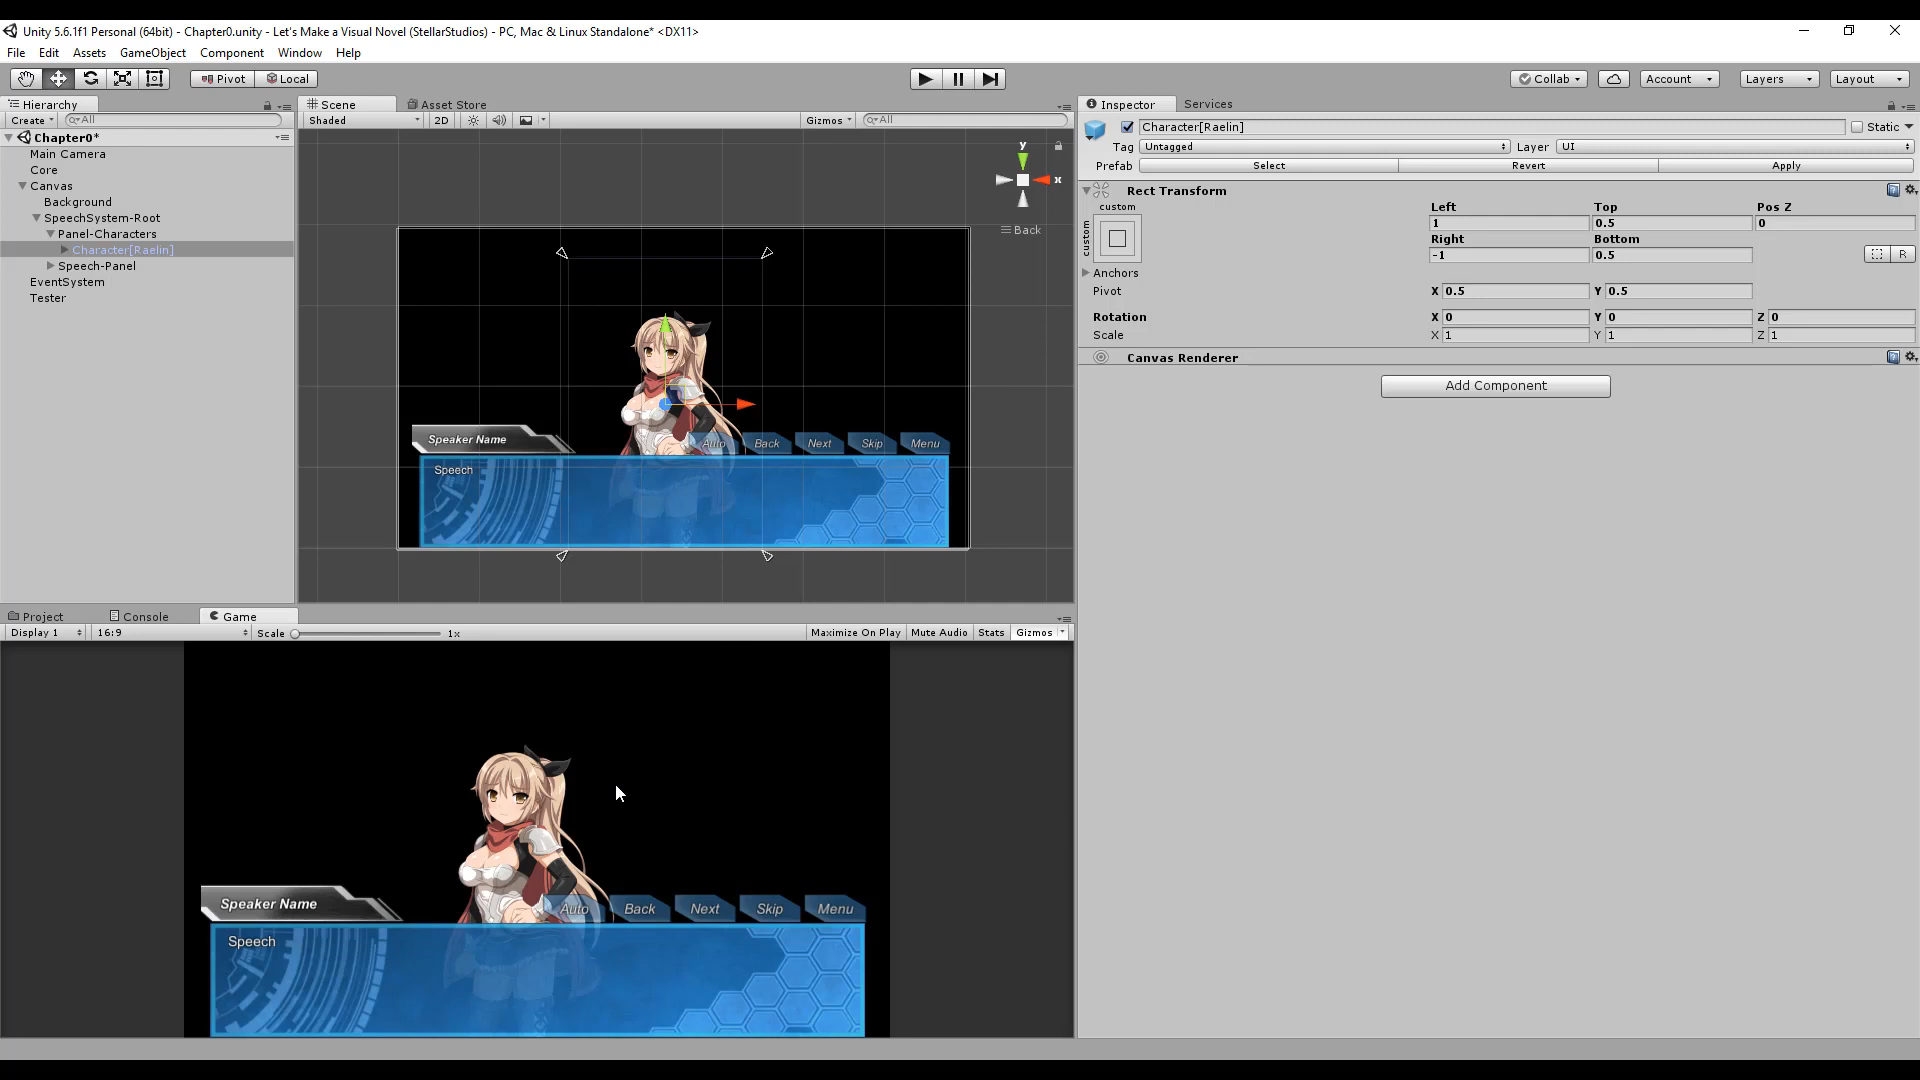 Unity 5.6.1f1 Personal (64bit) - Chapter0.unity - Let's Make a Visual Novel (StellarStudios) - PC, Mac & Linux Standalone* <DX11>
File Edit Assets GameObject Component Window Help
Pivot Local Collab Account Layers Layout
Hierarchy
Create All
Chapter0*
Main Camera
Core
Canvas
Background
SpeechSystem-Root
Panel-Characters
Character[Raelin]
Speech-Panel
EventSystem
Tester
Scene Asset Store
Shaded 2D Gizmos All
y
x
Back
Speaker Name
Auto Back Next Skip Menu
Speech
Inspector Services
Character[Raelin] Static
Tag Untagged Layer UI
Prefab Select Revert Apply
Rect Transform
custom
custom
Left Top Pos Z
1 0.5 0
Right Bottom
-1 0.5
R
Anchors
Pivot X 0.5 Y 0.5
Rotation X 0 Y 0 Z 0
Scale X 1 Y 1 Z 1
Canvas Renderer
Add Component
Project Console Game
Display 1 16:9 Scale 1x Maximize On Play Mute Audio Stats Gizmos
Speaker Name
Auto Back Next Skip Menu
Speech